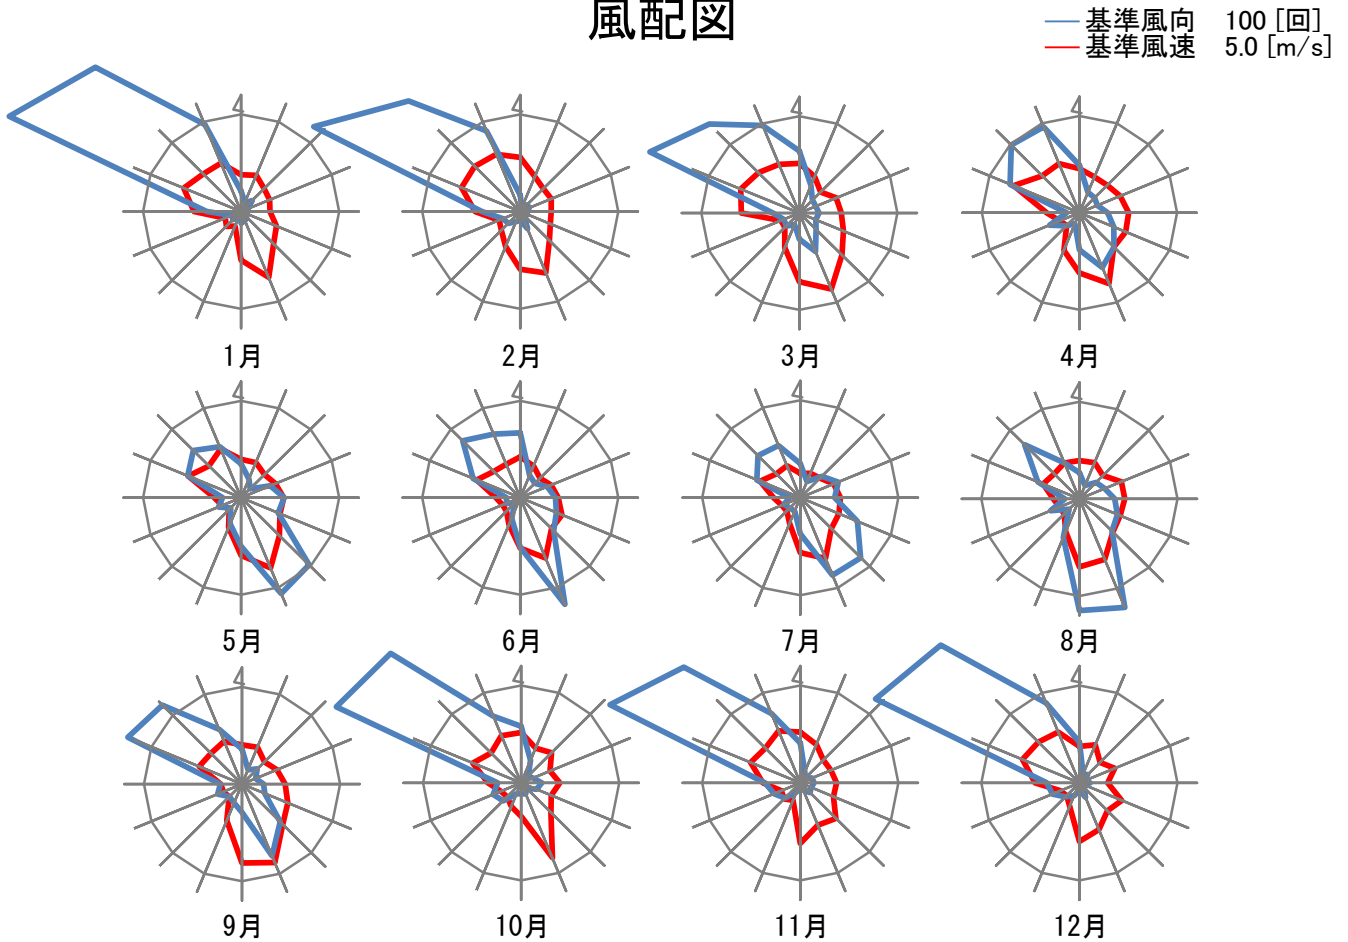 風配図
基準風向 100 [回]
基準風速 5.0 [m/s]
1月
2月
3月
4月
5月
6月
7月
8月
9月
10月
11月
12月